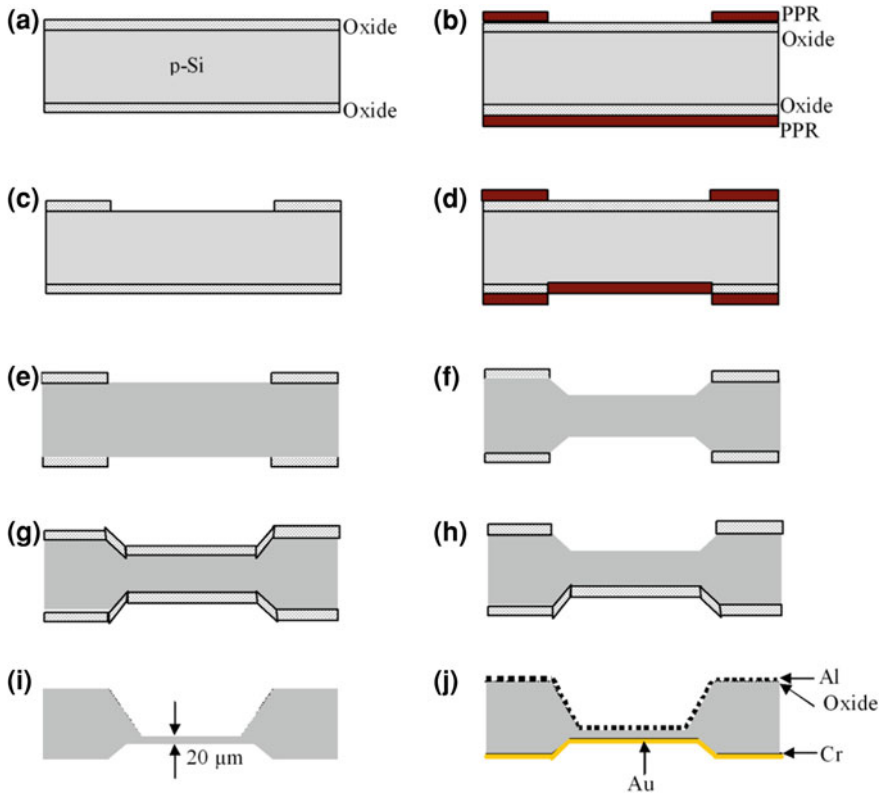 (a)
Oxide
p-Si
Oxide
(b)
PPR
Oxide
Oxide
PPR
(c)
(d)
(e)
(f)
(g)
(h)
(i)
20 µm
(j)
Al
Oxide
Cr
Au